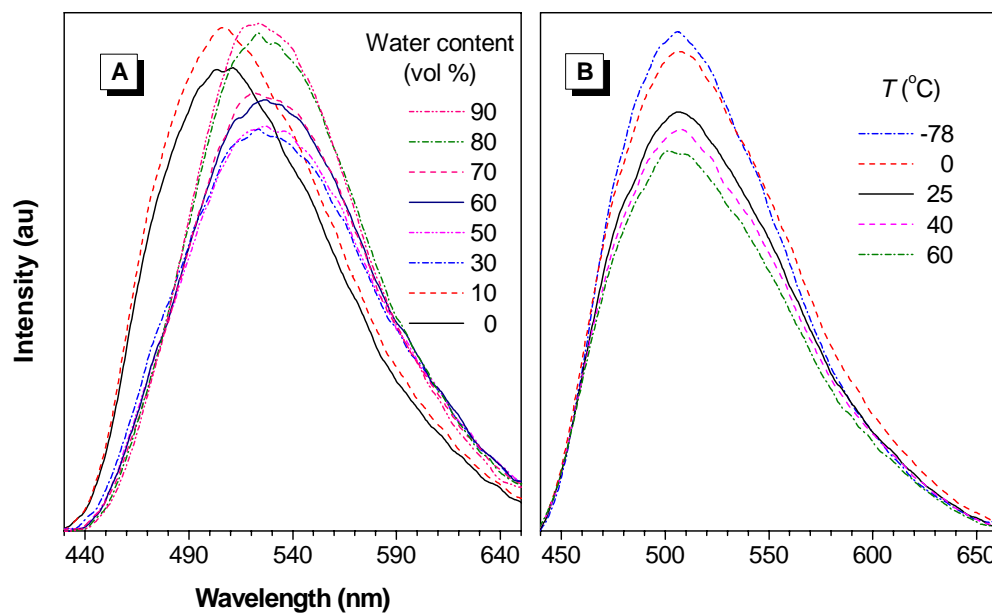 A
Water content
(vol %)
90
80
70
60
50
30
10
0
B
T (°C)
-78
0
25
40
60
Intensity (au)
440 490 540 590 640
450 500 550 600 650
Wavelength (nm)